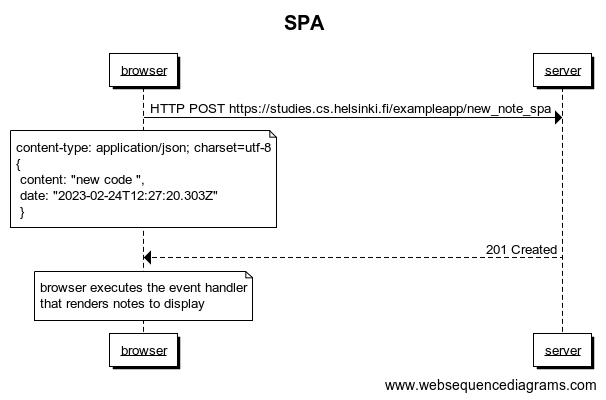 SPA
browser
server
HTTP POST https://studies.cs.helsinki.fi/exampleapp/new_note_spa
content-type: application/json; charset=utf-8
{
content: "new code ",
date: "2023-02-24T12:27:20.303Z"
}
201 Created
browser executes the event handler
that renders notes to display
browser
server
www.websequencediagrams.com